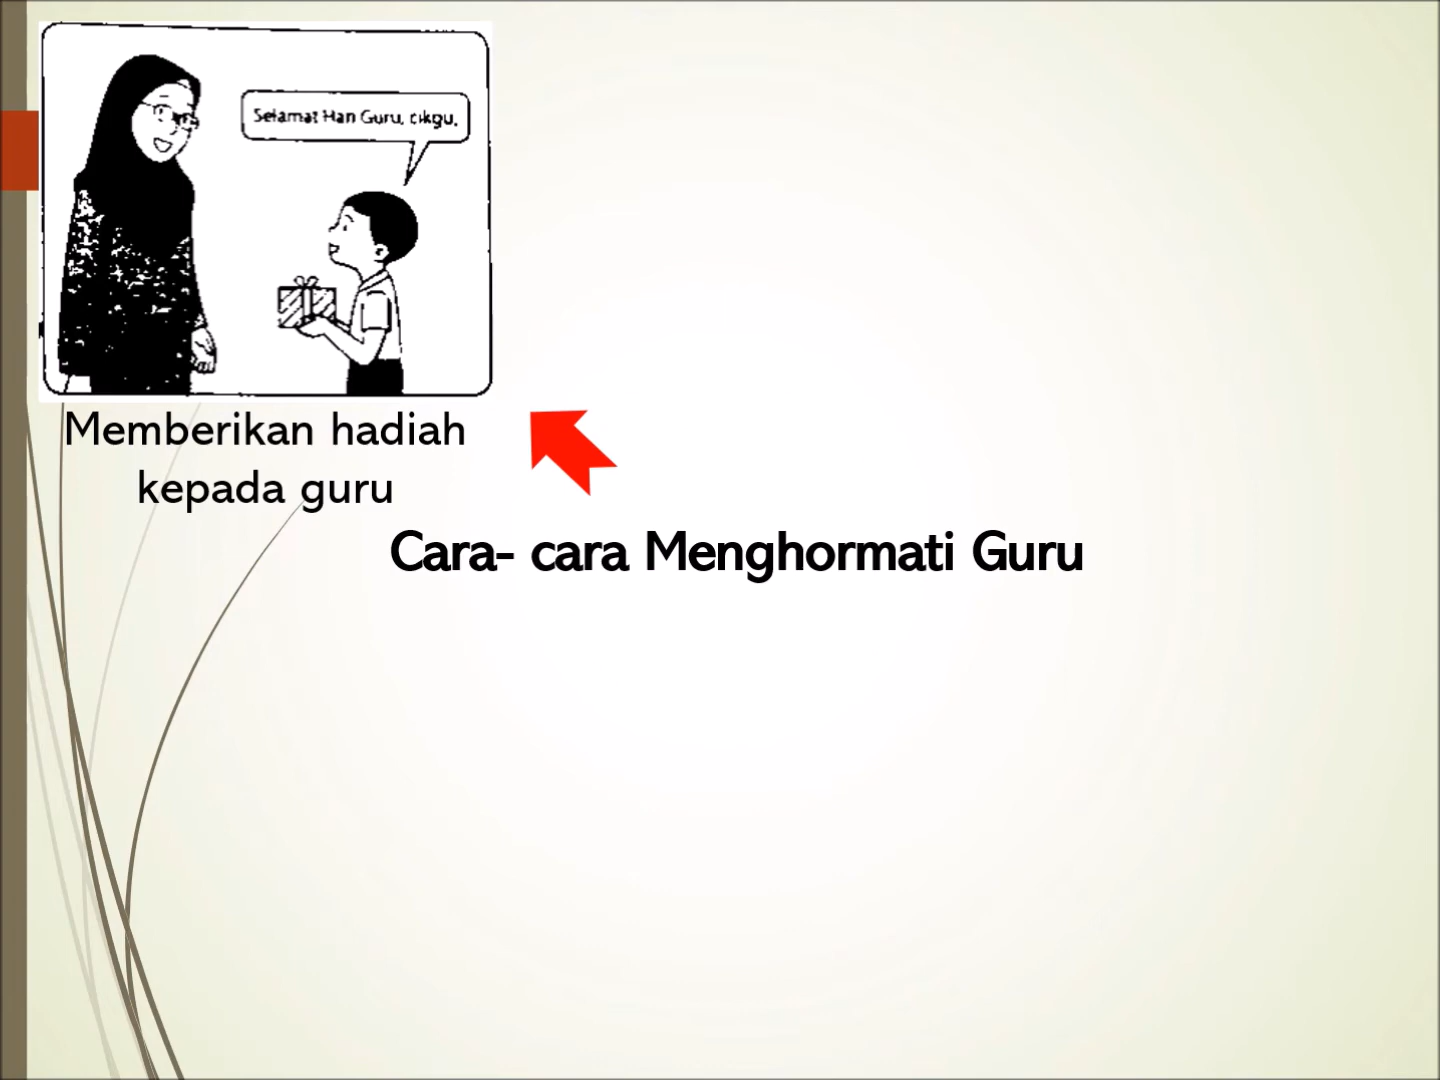 Selamat Hari Guru, cikgu.
Memberikan hadiah
kepada guru
Cara- cara Menghormati Guru